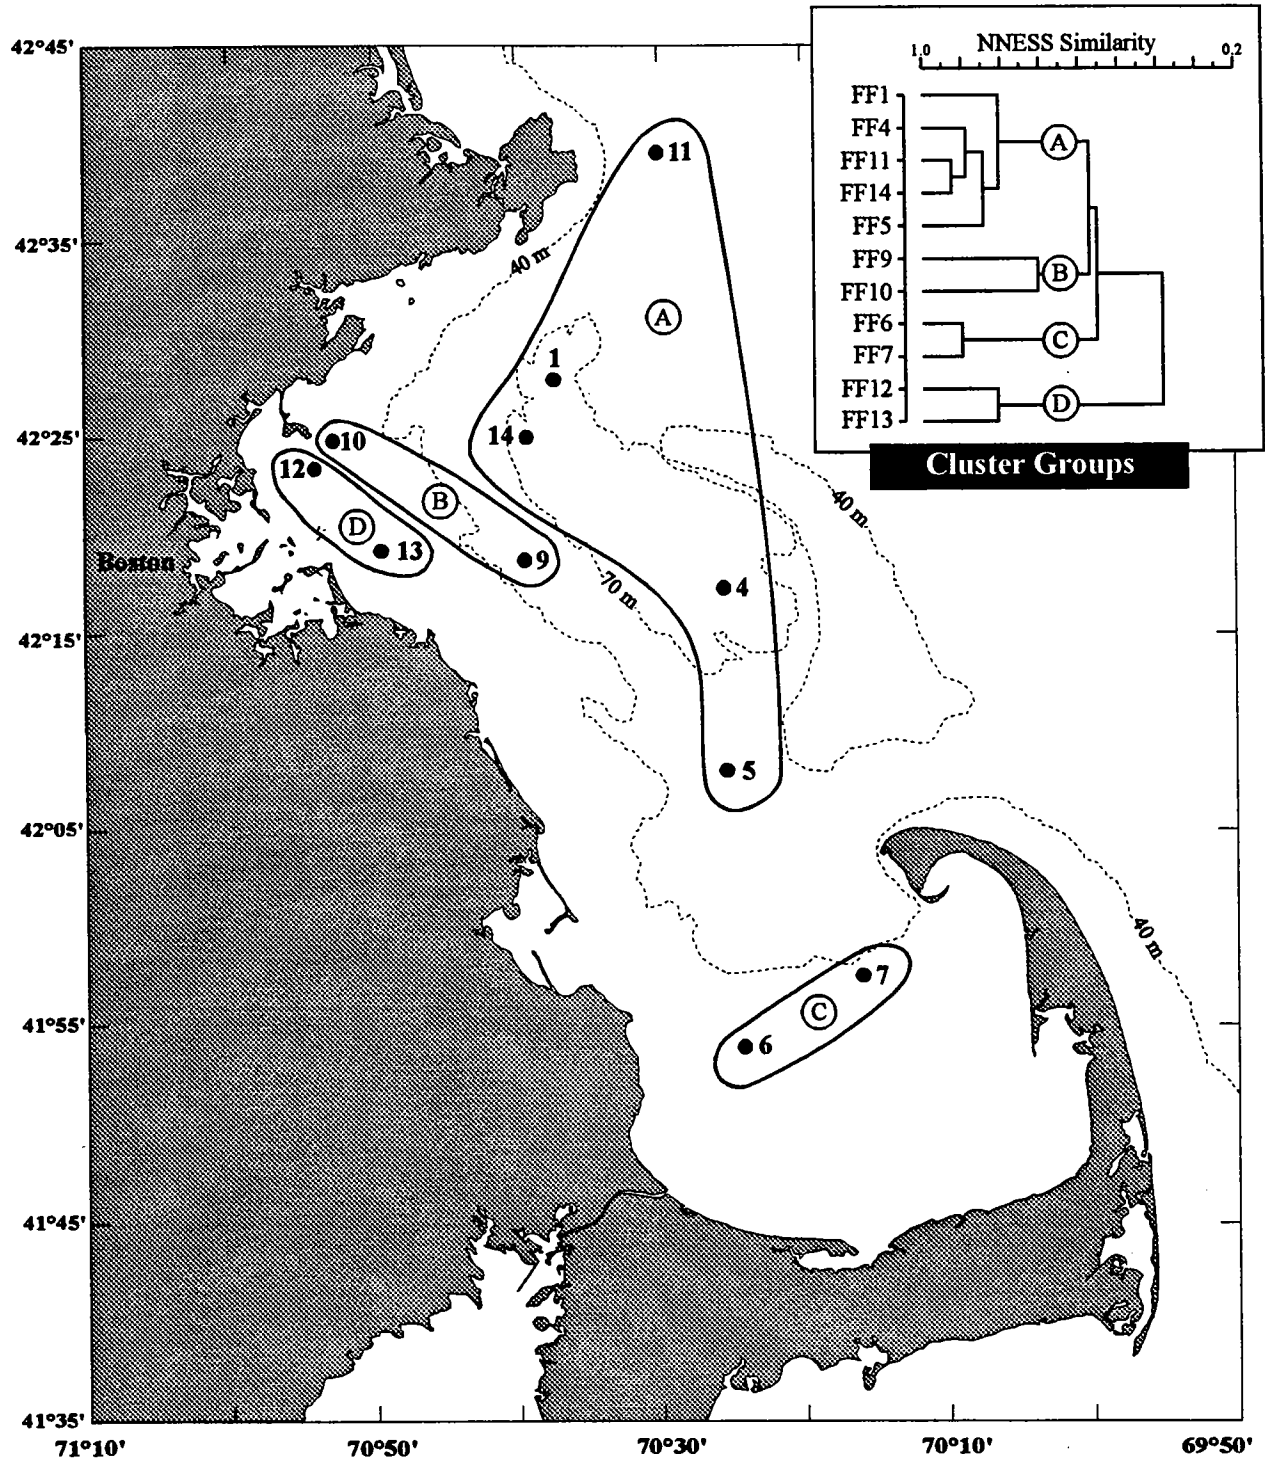 42°45'
42°35'
42°25'
42°15'
42°05'
41°55'
41°45'
41°35'
71°10'
70°50'
70°30'
70°10'
69°50'
NNESS Similarity
1.0
0.2
FF1
FF4
FF11
FF14
FF5
FF9
FF10
FF6
FF7
FF12
FF13
A
B
C
D
Cluster Groups
11
40 m
A
1
14
10
12
B
D
13
9
Boston
40 m
70 m
4
5
7
C
6
40 m